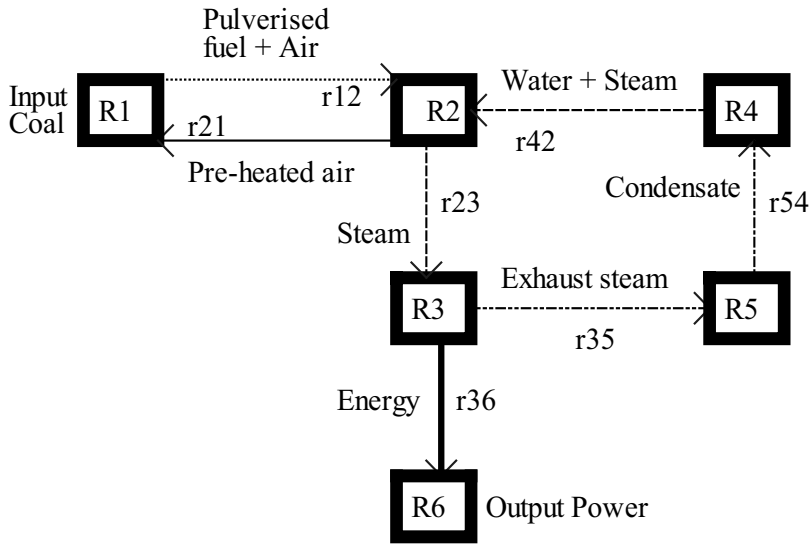 Pulverised
fuel + Air
Input
Coal
R1
r12
r21
R2
Water + Steam
r42
R4
Pre-heated air
r23
Steam
Condensate
r54
R3
Exhaust steam
r35
R5
Energy
r36
R6
Output Power